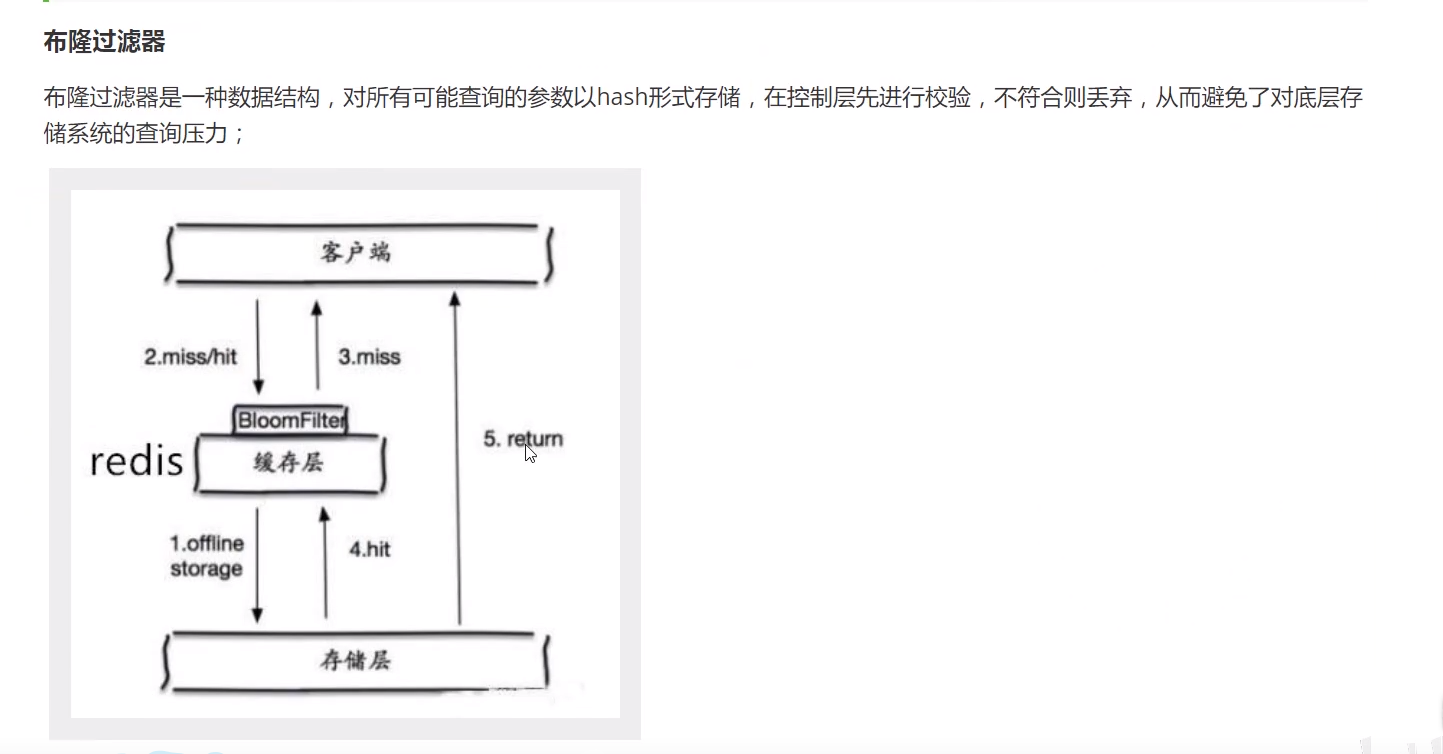 布隆过滤器
布隆过滤器是一种数据结构，对所有可能查询的参数以hash形式存储，在控制层先进行校验，不符合则丢弃，从而避免了对底层存
储系统的查询压力；
客户端
2.miss/hit
3.miss
BloomFilter
5. return
redis
缓存层
1.offline
storage
4.hit
存储层